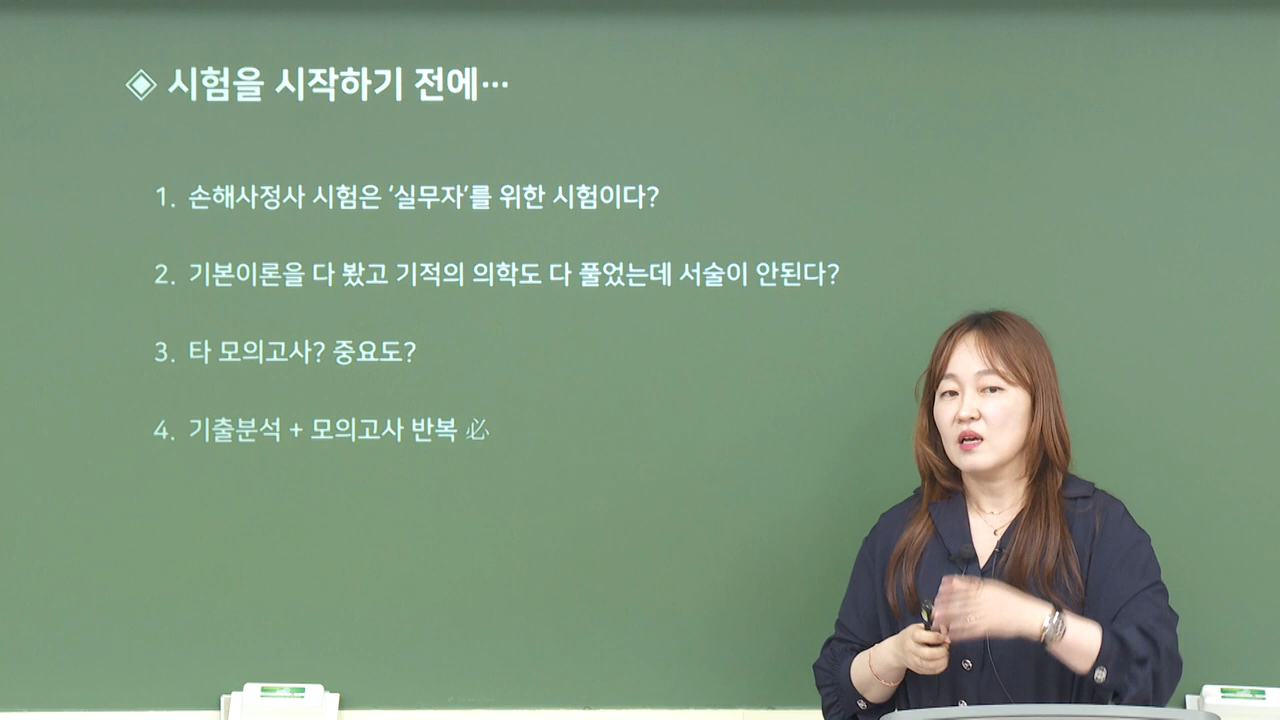 ◈ 시험을 시작하기 전에…
1. 손해사정사 시험은 ‘실무자’를 위한 시험이다?
2. 기본이론을 다 봤고 기적의 의학도 다 풀었는데 서술이 안된다?
3. 타 모의고사? 중요도?
4. 기출분석 + 모의고사 반복 必